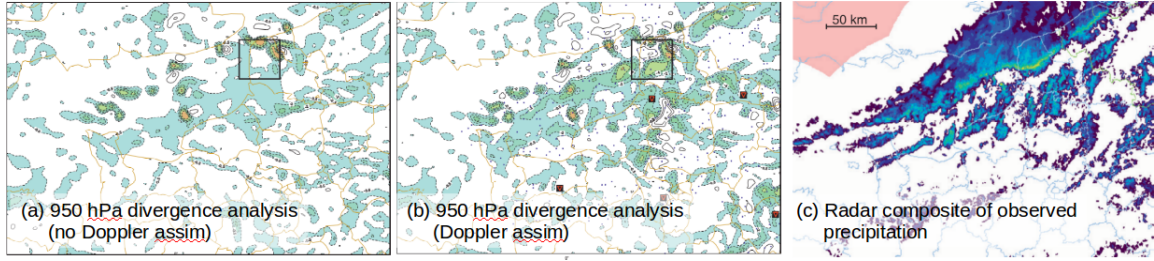 50 km
(a) 950 hPa divergence analysis
(no Doppler assim)
(b) 950 hPa divergence analysis
(Doppler assim)
(c) Radar composite of observed
precipitation